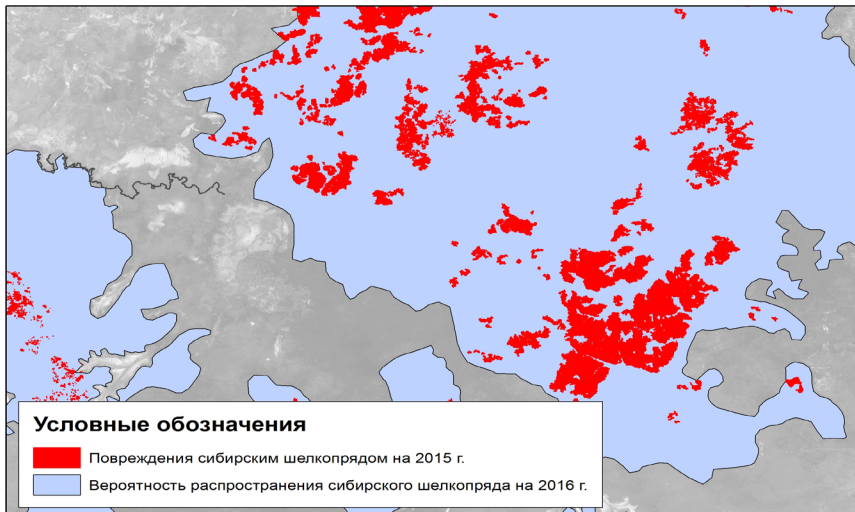 Условные обозначения
Повреждения сибирским шелкопрядом на 2015 г.
Вероятность распространения сибирского шелкопряда на 2016 г.